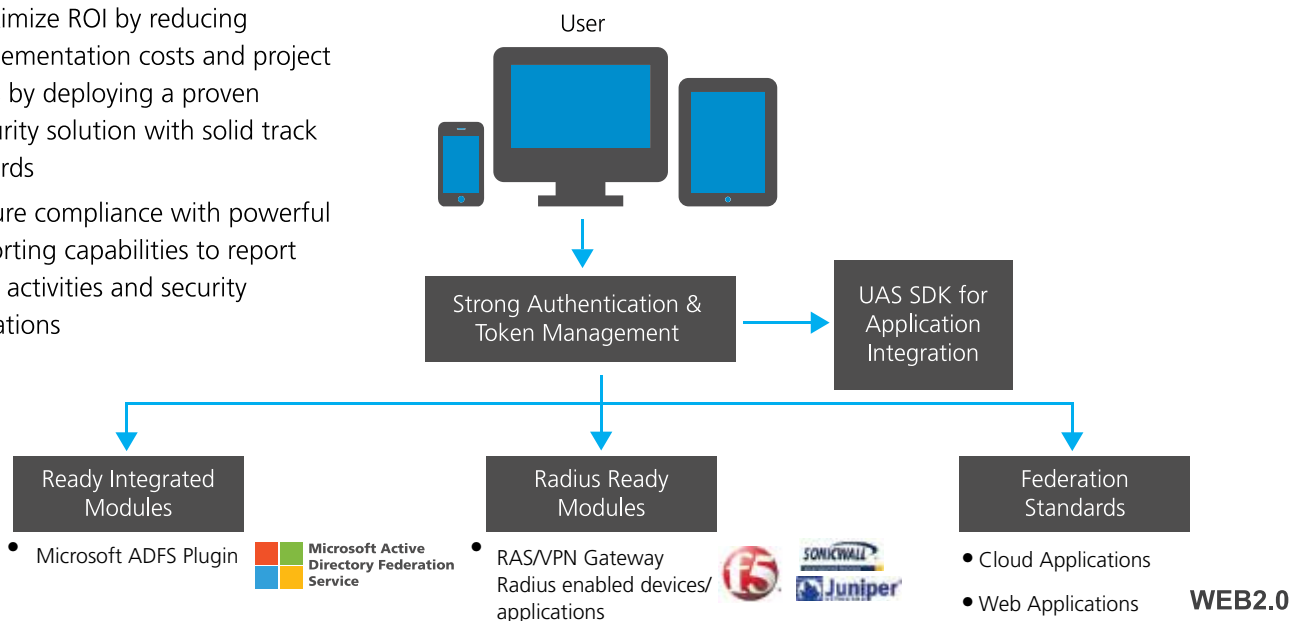 imize ROI by reducing
ementation costs and project
by deploying a proven
urity solution with solid track
rds
ure compliance with powerful
orting capabilities to report
activities and security
ations
User
Strong Authentication &
Token Management
UAS SDK for
Application
Integration
Ready Integrated
Modules
• Microsoft ADFS Plugin
Microsoft Active
Directory Federation
Service
Radius Ready
Modules
• RAS/VPN Gateway
Radius enabled devices/
applications
f5
SONICWALL
Juniper
Federation
Standards
• Cloud Applications
• Web Applications
WEB2.0